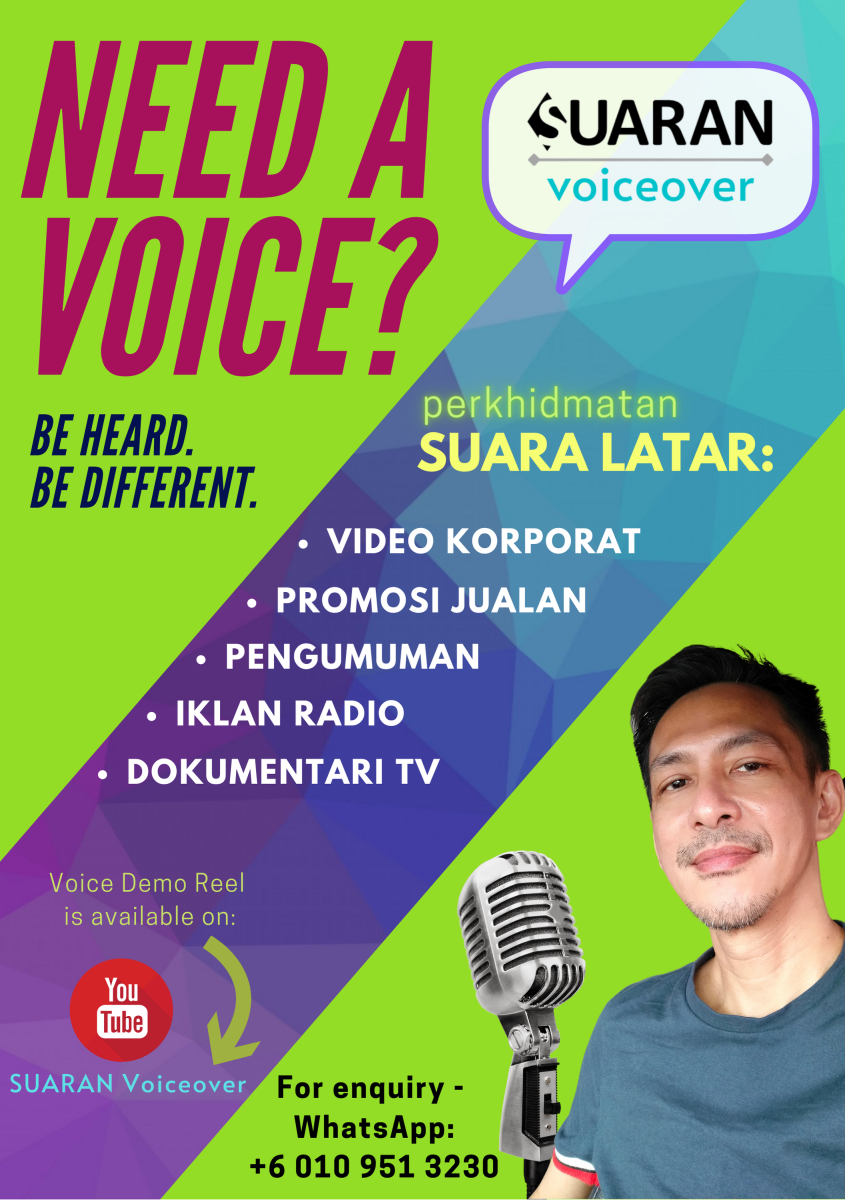 NEED A
VOICE?
SUARAN
voiceover
BE HEARD.
BE DIFFERENT.
perkhidmatan
SUARA LATAR:
• VIDEO KORPORAT
• PROMOSI JUALAN
• PENGUMUMAN
• IKLAN RADIO
• DOKUMENTARI TV
Voice Demo Reel
is available on:
You
Tube
SUARAN Voiceover
For enquiry -
WhatsApp:
+6 010 951 3230